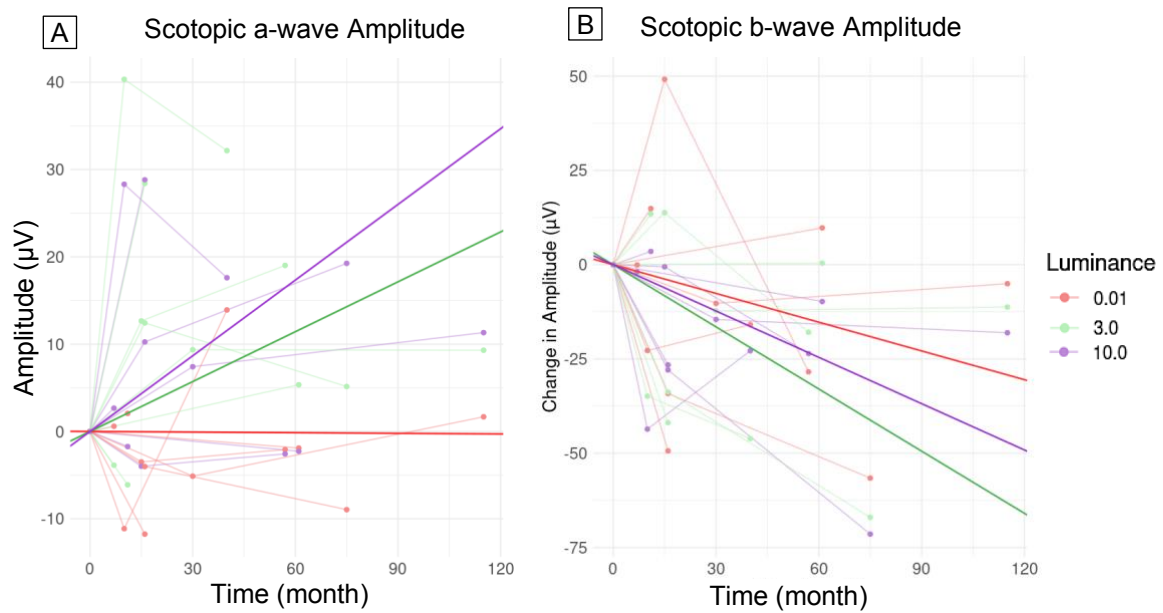 A Scotopic a-wave Amplitude
Amplitude (µV)
40
30
20
10
0
-10
0 30 60 90 120
Time (month)
B Scotopic b-wave Amplitude
Change in Amplitude (µV)
50
25
0
-25
-50
-75
0 30 60 90 120
Time (month)
Luminance
0.01
3.0
10.0